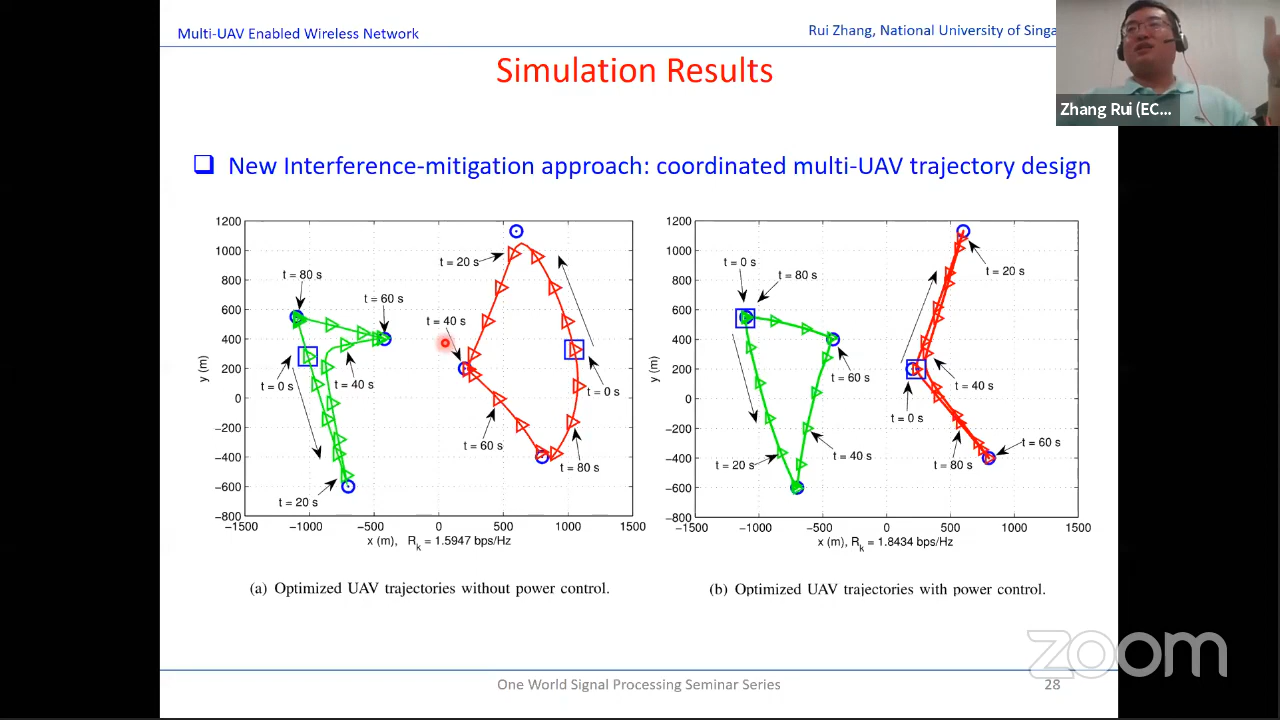 Multi-UAV Enabled Wireless Network
Rui Zhang, National University of Singa
Simulation Results
Zhang Rui (EC...
❑ New Interference-mitigation approach: coordinated multi-UAV trajectory design
1200
1000
800
600
400
200
0
−200
−400
−600
−800
y (m)
t = 80 s
t = 60 s
t = 0 s
t = 40 s
t = 20 s
t = 20 s
t = 40 s
t = 0 s
t = 60 s
t = 80 s
−1500 −1000 −500 0 500 1000 1500
x (m), Rk = 1.5947 bps/Hz
(a) Optimized UAV trajectories without power control.
1200
1000
800
600
400
200
0
−200
−400
−600
−800
y (m)
t = 0 s
t = 80 s
t = 60 s
t = 20 s
t = 40 s
t = 20 s
t = 40 s
t = 0 s
t = 60 s
t = 80 s
−1500 −1000 −500 0 500 1000 1500
x (m), Rk = 1.8434 bps/Hz
(b) Optimized UAV trajectories with power control.
zoom
One World Signal Processing Seminar Series
28